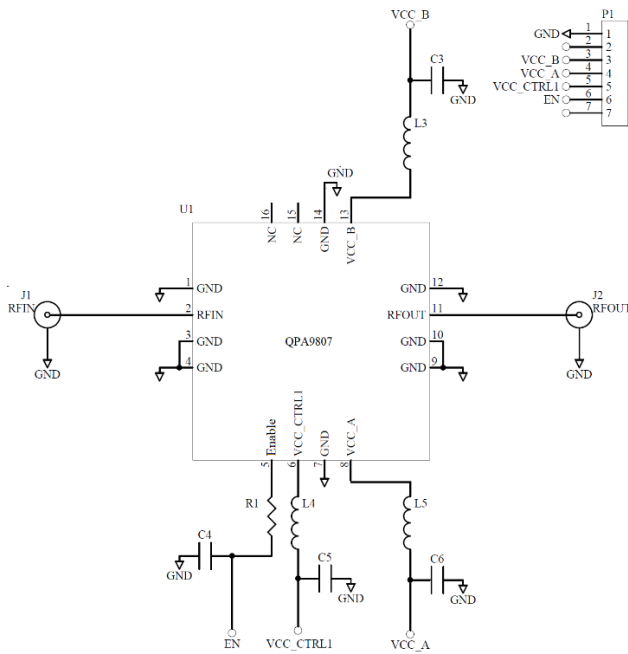 VCC_B
P1
GND 1 1
2 2
VCC_B 3 3
VCC_A 4 4
VCC_CTRL1 5 5
EN 6 6
7 7
C3
GND
L3
GND
U1
16 15 14 13
NC NC GND VCC_B
J1
RFIN
1 GND
2 RFIN
3 GND
4 GND
GND
QPA9807
GND 12
RFOUT 11
GND 10
GND 9
J2
RFOUT
GND
Enable VCC_CTRL1 GND VCC_A
5 6 7 8
R1
L4
L5
C4
GND
C5
GND
C6
GND
EN
VCC_CTRL1
VCC_A